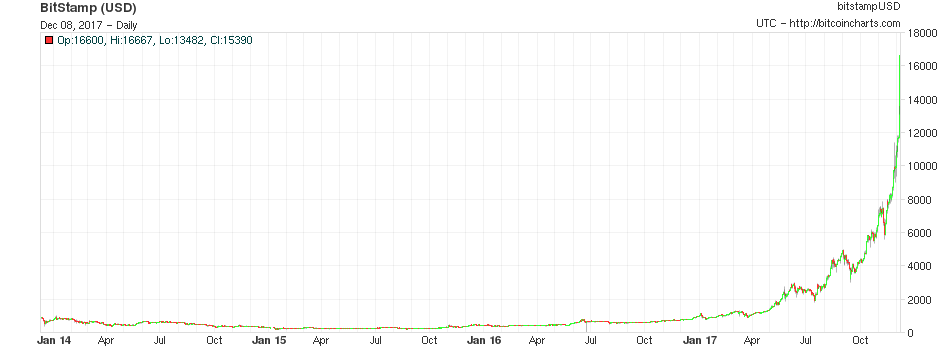 BitStamp (USD) bitstampUSD
Dec 08, 2017 - Daily UTC - http://bitcoincharts.com
Op:16600, Hi:16667, Lo:13482, Cl:15390
18000
16000
14000
12000
10000
8000
6000
4000
2000
0
Jan 14 Apr Jul Oct Jan 15 Apr Jul Oct Jan 16 Apr Jul Oct Jan 17 Apr Jul Oct